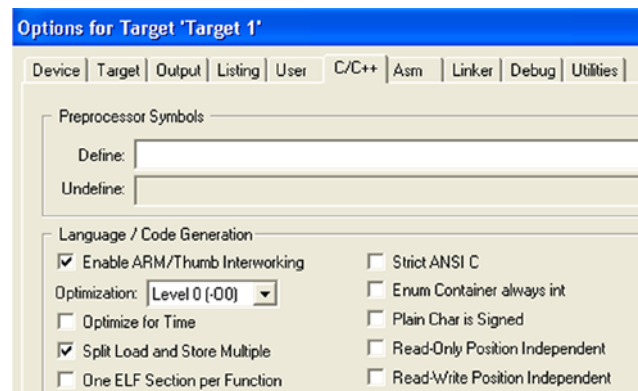 Options for Target 'Target 1'
Device Target Output Listing User C/C++ Asm Linker Debug Utilities
Preprocessor Symbols
Define:
Undefine:
Language / Code Generation
Enable ARM/Thumb Interworking
Strict ANSI C
Optimization: Level 0 (-O0)
Enum Container always int
Optimize for Time
Plain Char is Signed
Split Load and Store Multiple
Read-Only Position Independent
One ELF Section per Function
Read-Write Position Independent